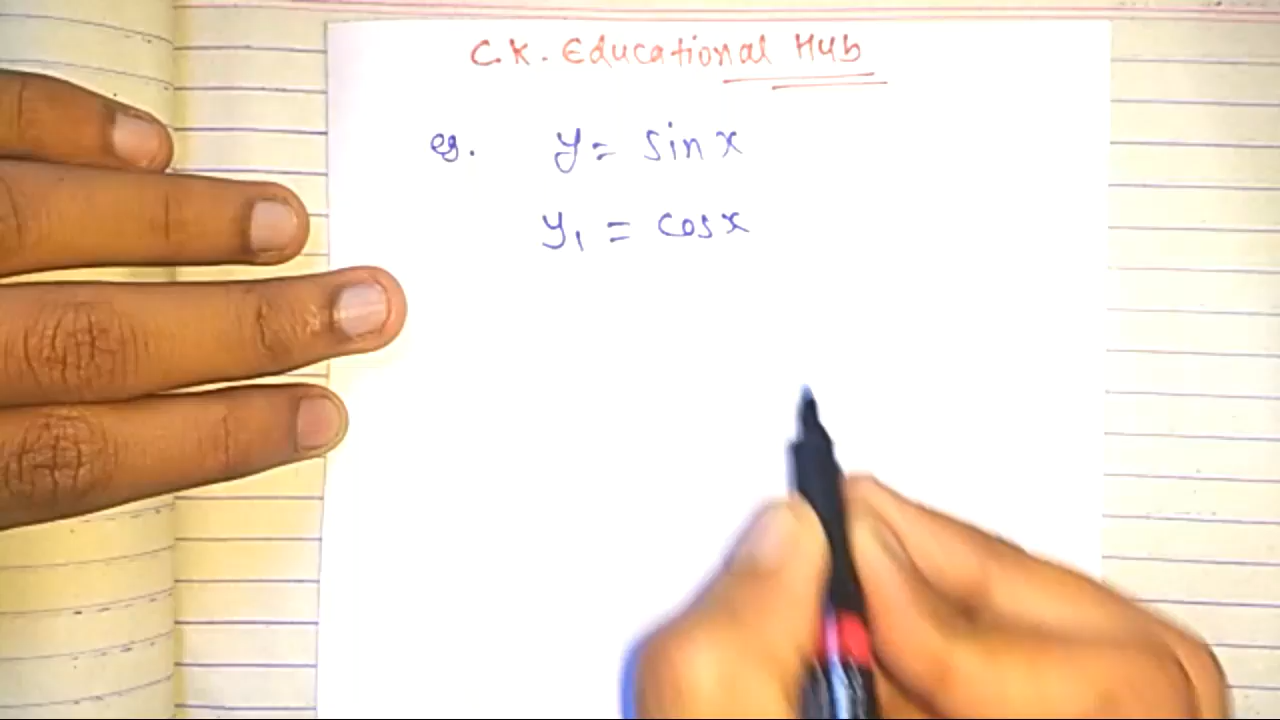 C.K. Educational Hub
eg. y = sin x
y₁ = cos x